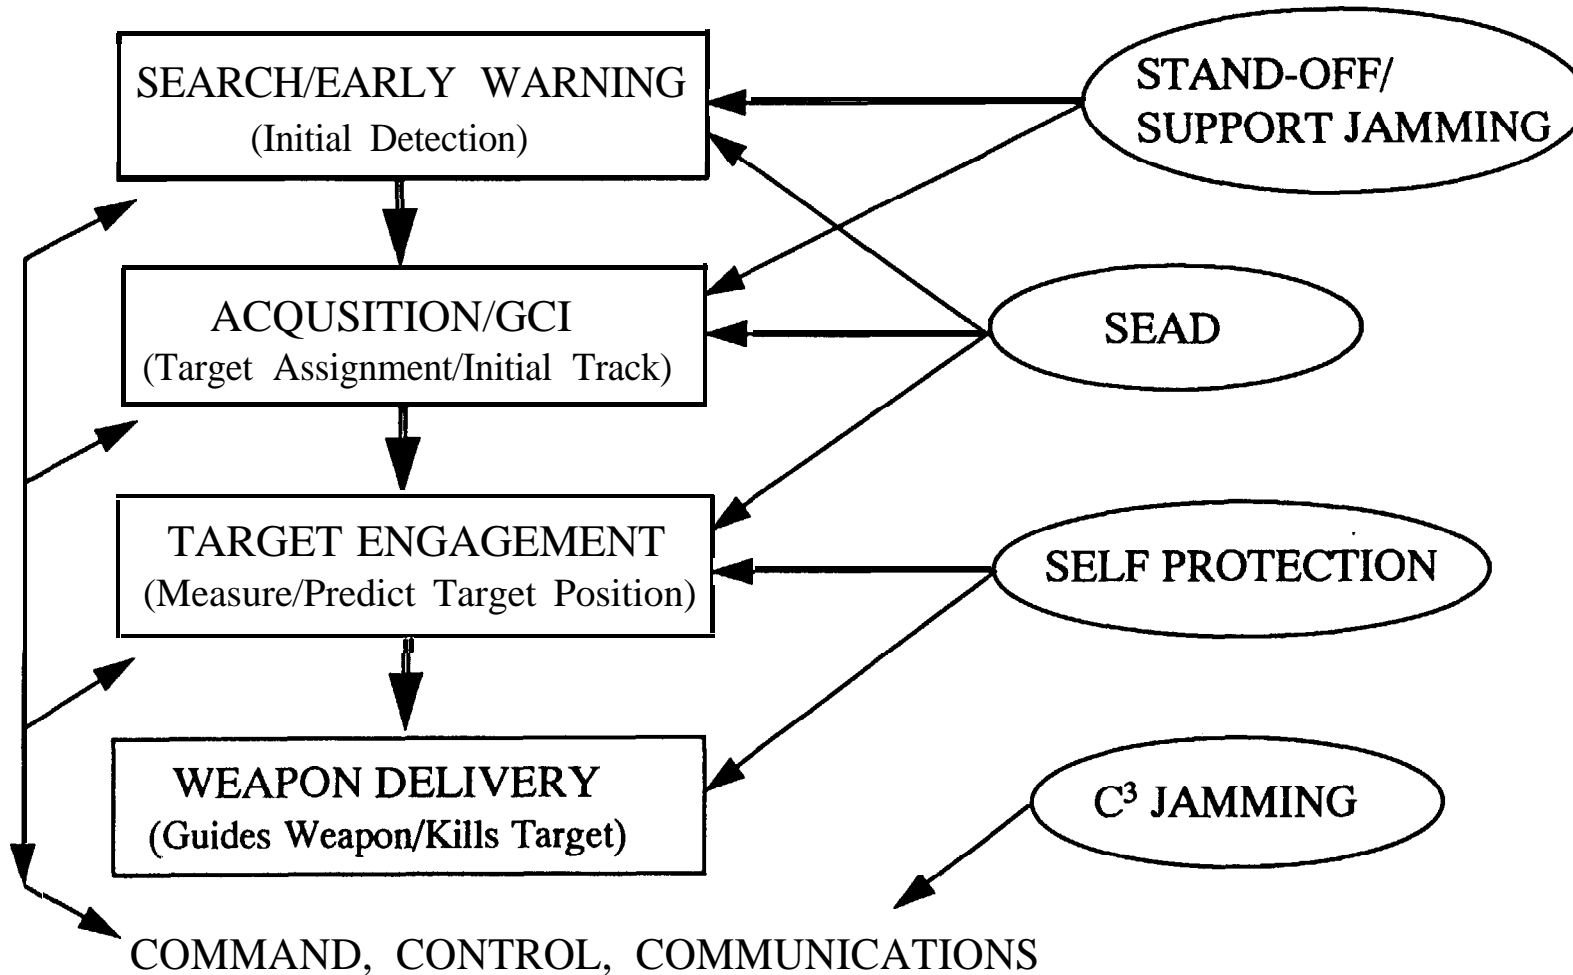 SEARCH/EARLY WARNING
(Initial Detection)
STAND-OFF/
SUPPORT JAMMING
ACQUSITION/GCI
(Target Assignment/Initial Track)
SEAD
TARGET ENGAGEMENT
(Measure/Predict Target Position)
SELF PROTECTION
WEAPON DELIVERY
(Guides Weapon/Kills Target)
C³ JAMMING
COMMAND, CONTROL, COMMUNICATIONS